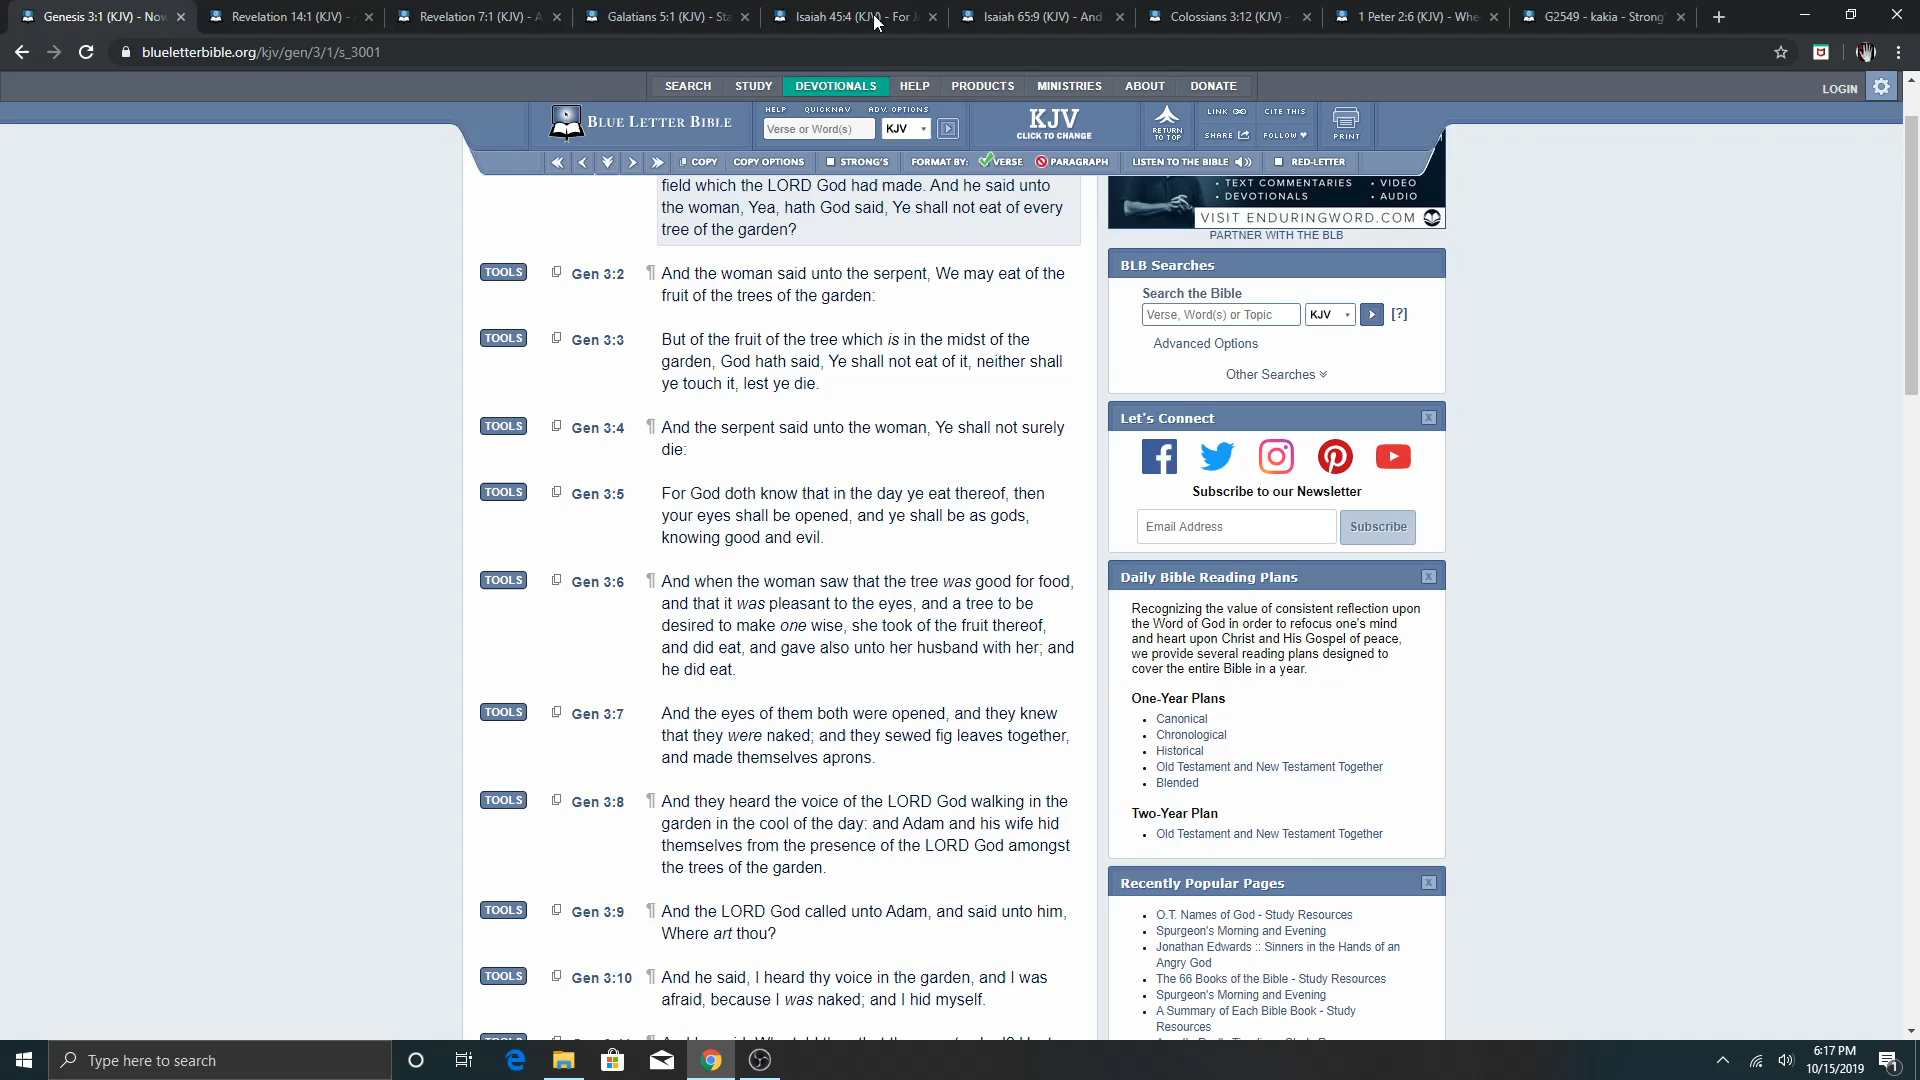 Genesis 3:1 (KJV) - Nov
Revelation 14:1 (KJV) -
Revelation 7:1 (KJV) - A
Galatians 5:1 (KJV) - Sta
Isaiah 45:4 (KJV) - For J
Isaiah 65:9 (KJV) - And
Colossians 3:12 (KJV) -
1 Peter 2:6 (KJV) - Whe
G2549 - kakia - Strong'
blueletterbible.org/kjv/gen/3/1/s_3001
SEARCH STUDY DEVOTIONALS HELP PRODUCTS MINISTRIES ABOUT DONATE
LOGIN
BLUE LETTER BIBLE
HELP QUICKNAV ADV. OPTIONS
Verse or Word(s) KJV
KJV
CLICK TO CHANGE
RETURN
TO TOP
LINK CITE THIS
SHARE FOLLOW
PRINT
COPY COPY OPTIONS STRONG'S FORMAT BY: VERSE PARAGRAPH LISTEN TO THE BIBLE RED-LETTER
field which the LORD God had made. And he said unto
the woman, Yea, hath God said, Ye shall not eat of every
tree of the garden?
TOOLS Gen 3:2 ¶ And the woman said unto the serpent, We may eat of the
fruit of the trees of the garden:
TOOLS Gen 3:3 But of the fruit of the tree which is in the midst of the
garden, God hath said, Ye shall not eat of it, neither shall
ye touch it, lest ye die.
TOOLS Gen 3:4 ¶ And the serpent said unto the woman, Ye shall not surely
die:
TOOLS Gen 3:5 For God doth know that in the day ye eat thereof, then
your eyes shall be opened, and ye shall be as gods,
knowing good and evil.
TOOLS Gen 3:6 ¶ And when the woman saw that the tree was good for food,
and that it was pleasant to the eyes, and a tree to be
desired to make one wise, she took of the fruit thereof,
and did eat, and gave also unto her husband with her; and
he did eat.
TOOLS Gen 3:7 And the eyes of them both were opened, and they knew
that they were naked; and they sewed fig leaves together,
and made themselves aprons.
TOOLS Gen 3:8 ¶ And they heard the voice of the LORD God walking in the
garden in the cool of the day: and Adam and his wife hid
themselves from the presence of the LORD God amongst
the trees of the garden.
TOOLS Gen 3:9 ¶ And the LORD God called unto Adam, and said unto him,
Where art thou?
TOOLS Gen 3:10 ¶ And he said, I heard thy voice in the garden, and I was
afraid, because I was naked; and I hid myself.
• TEXT COMMENTARIES • VIDEO
• DEVOTIONALS • AUDIO
VISIT ENDURINGWORD.COM
PARTNER WITH THE BLB
BLB Searches
Search the Bible
Verse, Word(s) or Topic KJV [?]
Advanced Options
Other Searches
Let's Connect
Subscribe to our Newsletter
Email Address Subscribe
Daily Bible Reading Plans
Recognizing the value of consistent reflection upon
the Word of God in order to refocus one's mind
and heart upon Christ and His Gospel of peace,
we provide several reading plans designed to
cover the entire Bible in a year.
One-Year Plans
• Canonical
• Chronological
• Historical
• Old Testament and New Testament Together
• Blended
Two-Year Plan
• Old Testament and New Testament Together
Recently Popular Pages
• O.T. Names of God - Study Resources
• Spurgeon's Morning and Evening
• Jonathan Edwards :: Sinners in the Hands of an
Angry God
• The 66 Books of the Bible - Study Resources
• Spurgeon's Morning and Evening
• A Summary of Each Bible Book - Study
Resources
Type here to search
6:17 PM
10/15/2019
1